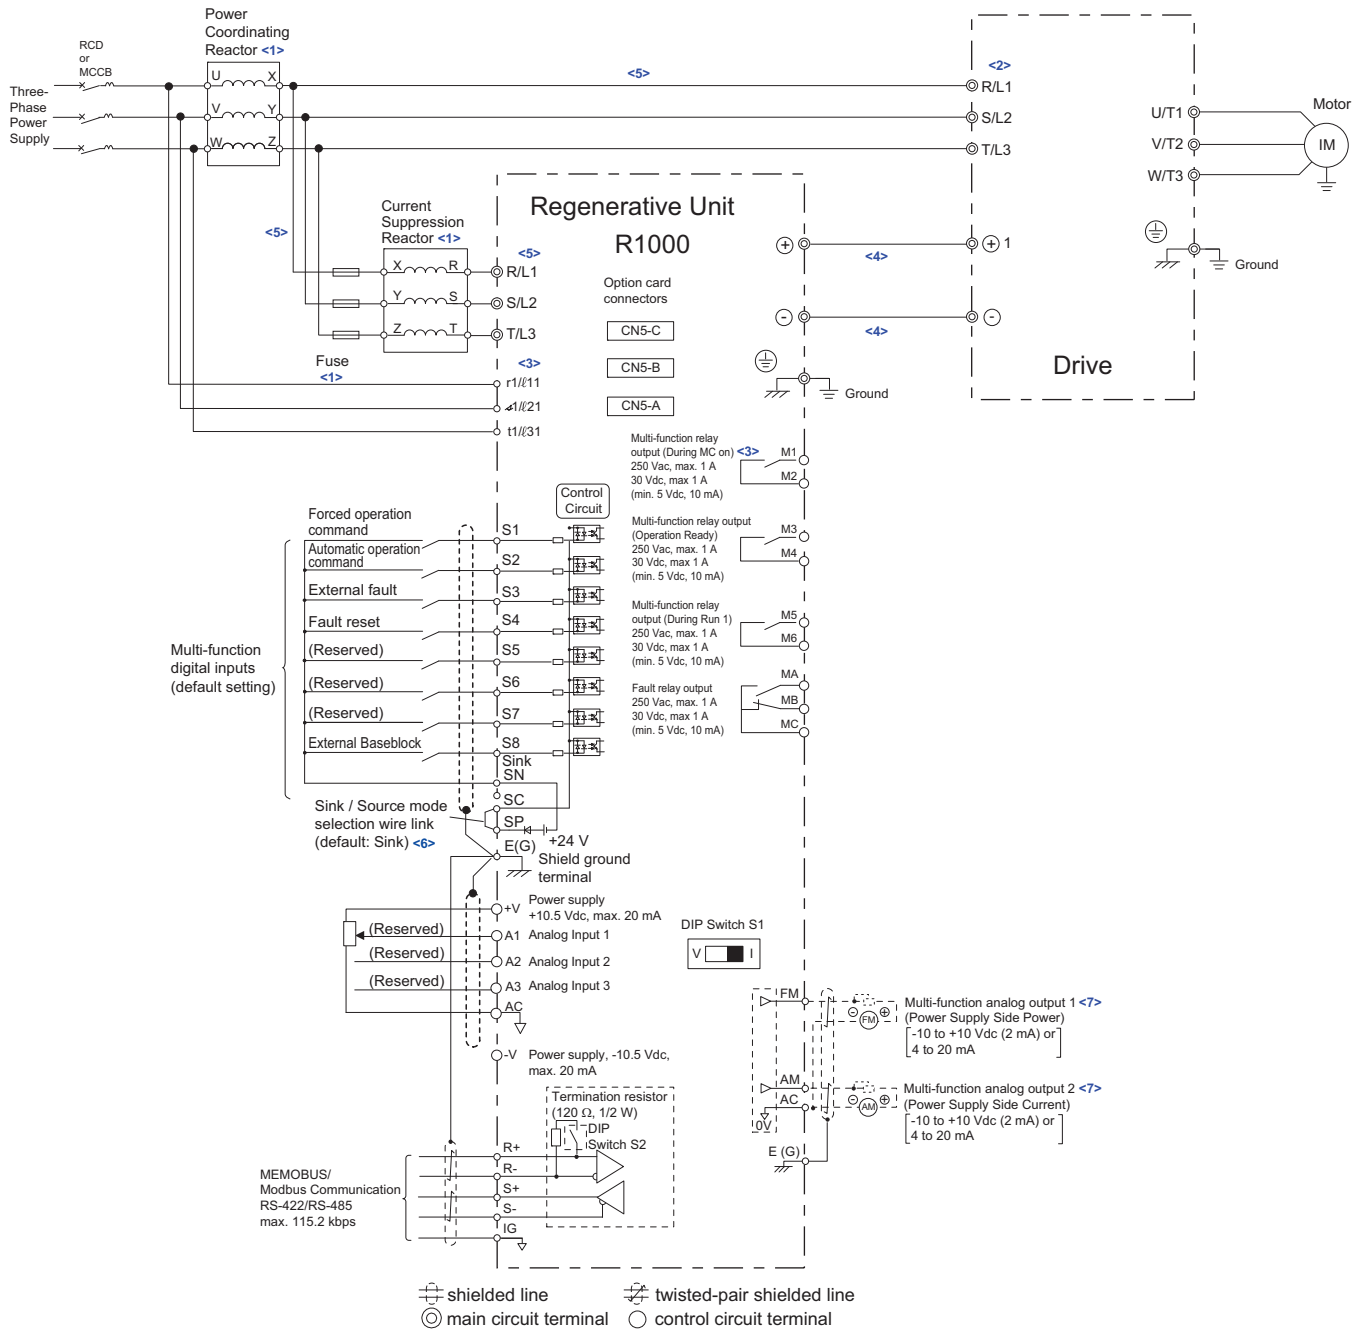 Power
Coordinating
Reactor <1>
RCD
or
MCCB
Three-
Phase
Power
Supply
U X
V Y
W Z
<5>
<2>
R/L1
S/L2
T/L3
U/T1
V/T2
W/T3
Motor
IM
Ground
<5>
Current
Suppression
Reactor <1>
X R
Y S
Z T
<5>
R/L1
S/L2
T/L3
Fuse
<1>
<3>
r1/ℓ11
1/ℓ21
t1/ℓ31
Regenerative Unit
R1000
Option card
connectors
CN5-C
CN5-B
CN5-A
+
-
<4>
<4>
+ 1
-
Drive
Ground
Multi-function relay
output (During MC on) <3>
250 Vac, max. 1 A
30 Vdc, max 1 A
(min. 5 Vdc, 10 mA)
M1
M2
Multi-function relay output
(Operation Ready)
250 Vac, max. 1 A
30 Vdc, max 1 A
(min. 5 Vdc, 10 mA)
M3
M4
Multi-function relay
output (During Run 1)
250 Vac, max. 1 A
30 Vdc, max 1 A
(min. 5 Vdc, 10 mA)
M5
M6
Fault relay output
250 Vac, max. 1 A
30 Vdc, max 1 A
(min. 5 Vdc, 10 mA)
MA
MB
MC
Control
Circuit
Multi-function
digital inputs
(default setting)
Forced operation
command
S1
Automatic operation
command
S2
External fault
S3
Fault reset
S4
(Reserved)
S5
(Reserved)
S6
(Reserved)
S7
External Baseblock
S8
Sink
SN
SC
SP
Sink / Source mode
selection wire link
(default: Sink) <6>
+24 V
E(G)
Shield ground
terminal
+V
Power supply
+10.5 Vdc, max. 20 mA
(Reserved)
A1 Analog Input 1
(Reserved)
A2 Analog Input 2
(Reserved)
A3 Analog Input 3
AC
-V Power supply, -10.5 Vdc,
max. 20 mA
DIP Switch S1
V I
FM
FM
Multi-function analog output 1 <7>
(Power Supply Side Power)
-10 to +10 Vdc (2 mA) or
4 to 20 mA
AM
AC
AM
0V
E (G)
Multi-function analog output 2 <7>
(Power Supply Side Current)
-10 to +10 Vdc (2 mA) or
4 to 20 mA
Termination resistor
(120 Ω, 1/2 W)
DIP
Switch S2
MEMOBUS/
Modbus Communication
RS-422/RS-485
max. 115.2 kbps
R+
R-
S+
S-
IG
shielded line
twisted-pair shielded line
main circuit terminal
control circuit terminal